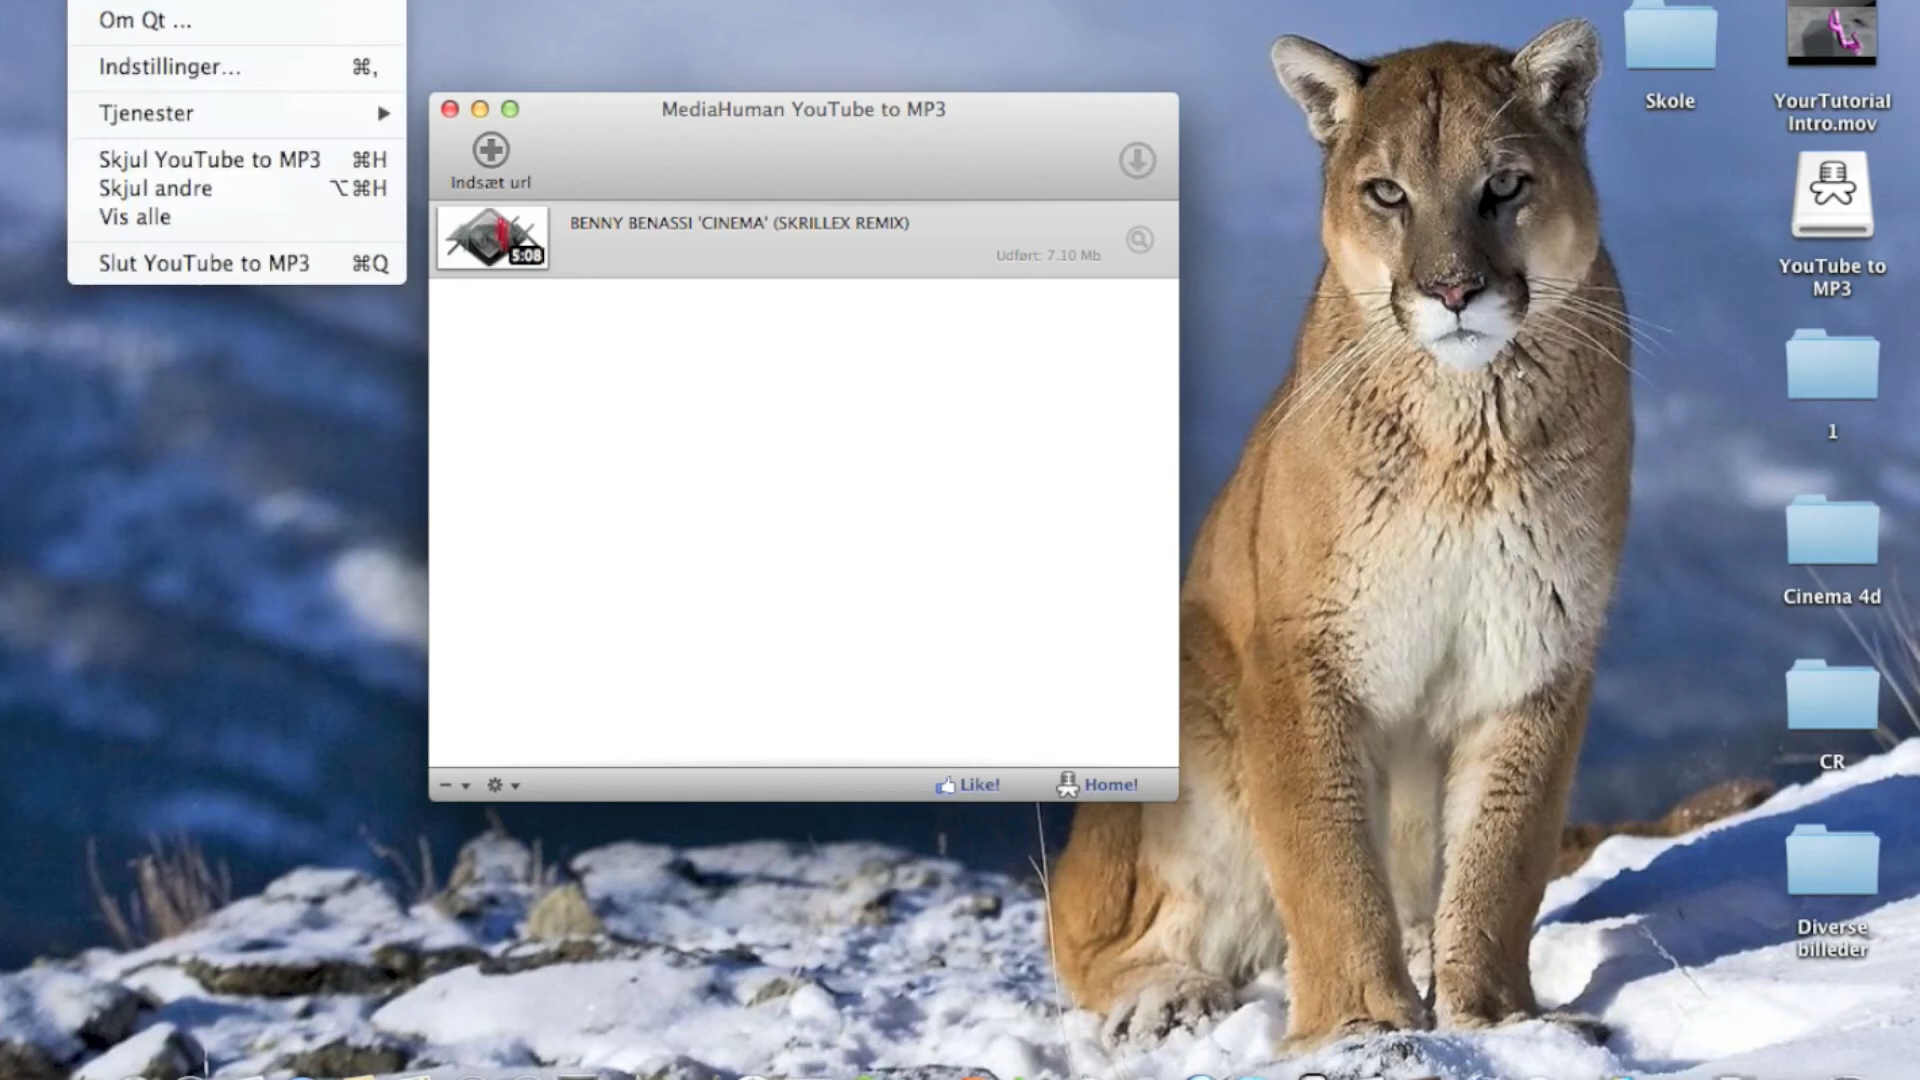 Om Qt ...
Indstillinger... ⌘,
Tjenester ▶
Skjul YouTube to MP3 ⌘H
Skjul andre ⌥⌘H
Vis alle
Slut YouTube to MP3 ⌘Q
MediaHuman YouTube to MP3
Indsæt url
BENNY BENASSI 'CINEMA' (SKRILLEX REMIX)
5:08
Udført: 7.10 Mb
Like!
Home!
Skole
YourTutorial
Intro.mov
YouTube to
MP3
1
Cinema 4d
CR
Diverse
billeder